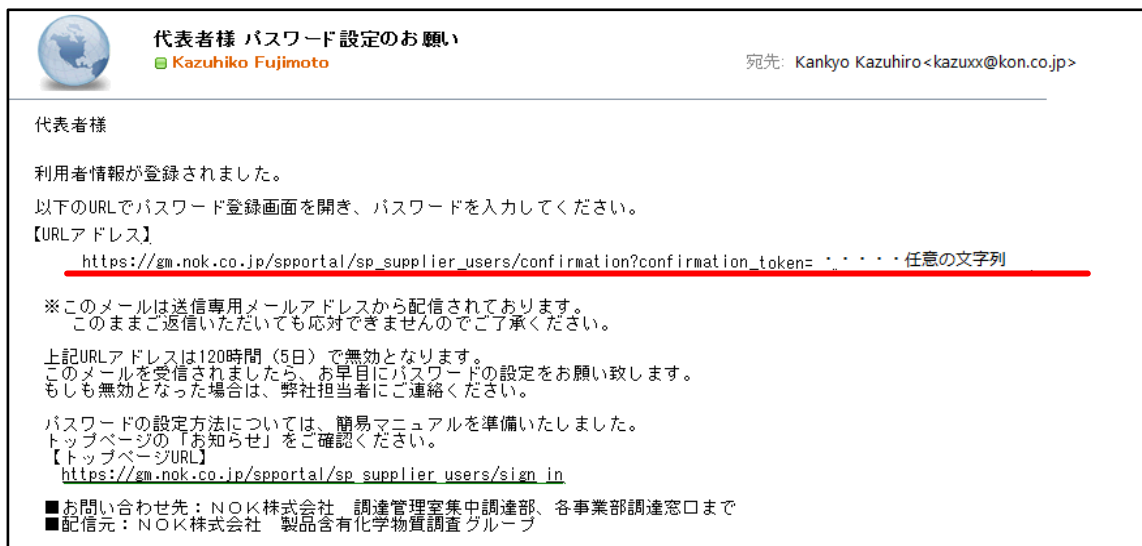 代表者様 パスワード設定のお願い
Kazuhiko Fujimoto
宛先: Kankyo Kazuhiro<kazuxx@kon.co.jp>
代表者様
利用者情報が登録されました。
以下のURLでパスワード登録画面を開き、パスワードを入力してください。
【URLアドレス】
https://gm.nok.co.jp/spportal/sp_supplier_users/confirmation?confirmation_token= ・・・・・任意の文字列
※このメールは送信専用メールアドレスから配信されております。
このままご返信いただいても応対できませんのでご了承ください。
上記URLアドレスは120時間（5日）で無効となります。
このメールを受信されましたら、お早目にパスワードの設定をお願い致します。
もしも無効となった場合は、弊社担当者にご連絡ください。
パスワードの設定方法については、簡易マニュアルを準備いたしました。
トップページの「お知らせ」をご確認ください。
【トップページURL】
https://gm.nok.co.jp/spportal/sp_supplier_users/sign_in
■お問い合わせ先：ＮＯＫ株式会社　調達管理室集中調達部、各事業部調達窓口まで
■配信元：ＮＯＫ株式会社　製品含有化学物質調査グループ